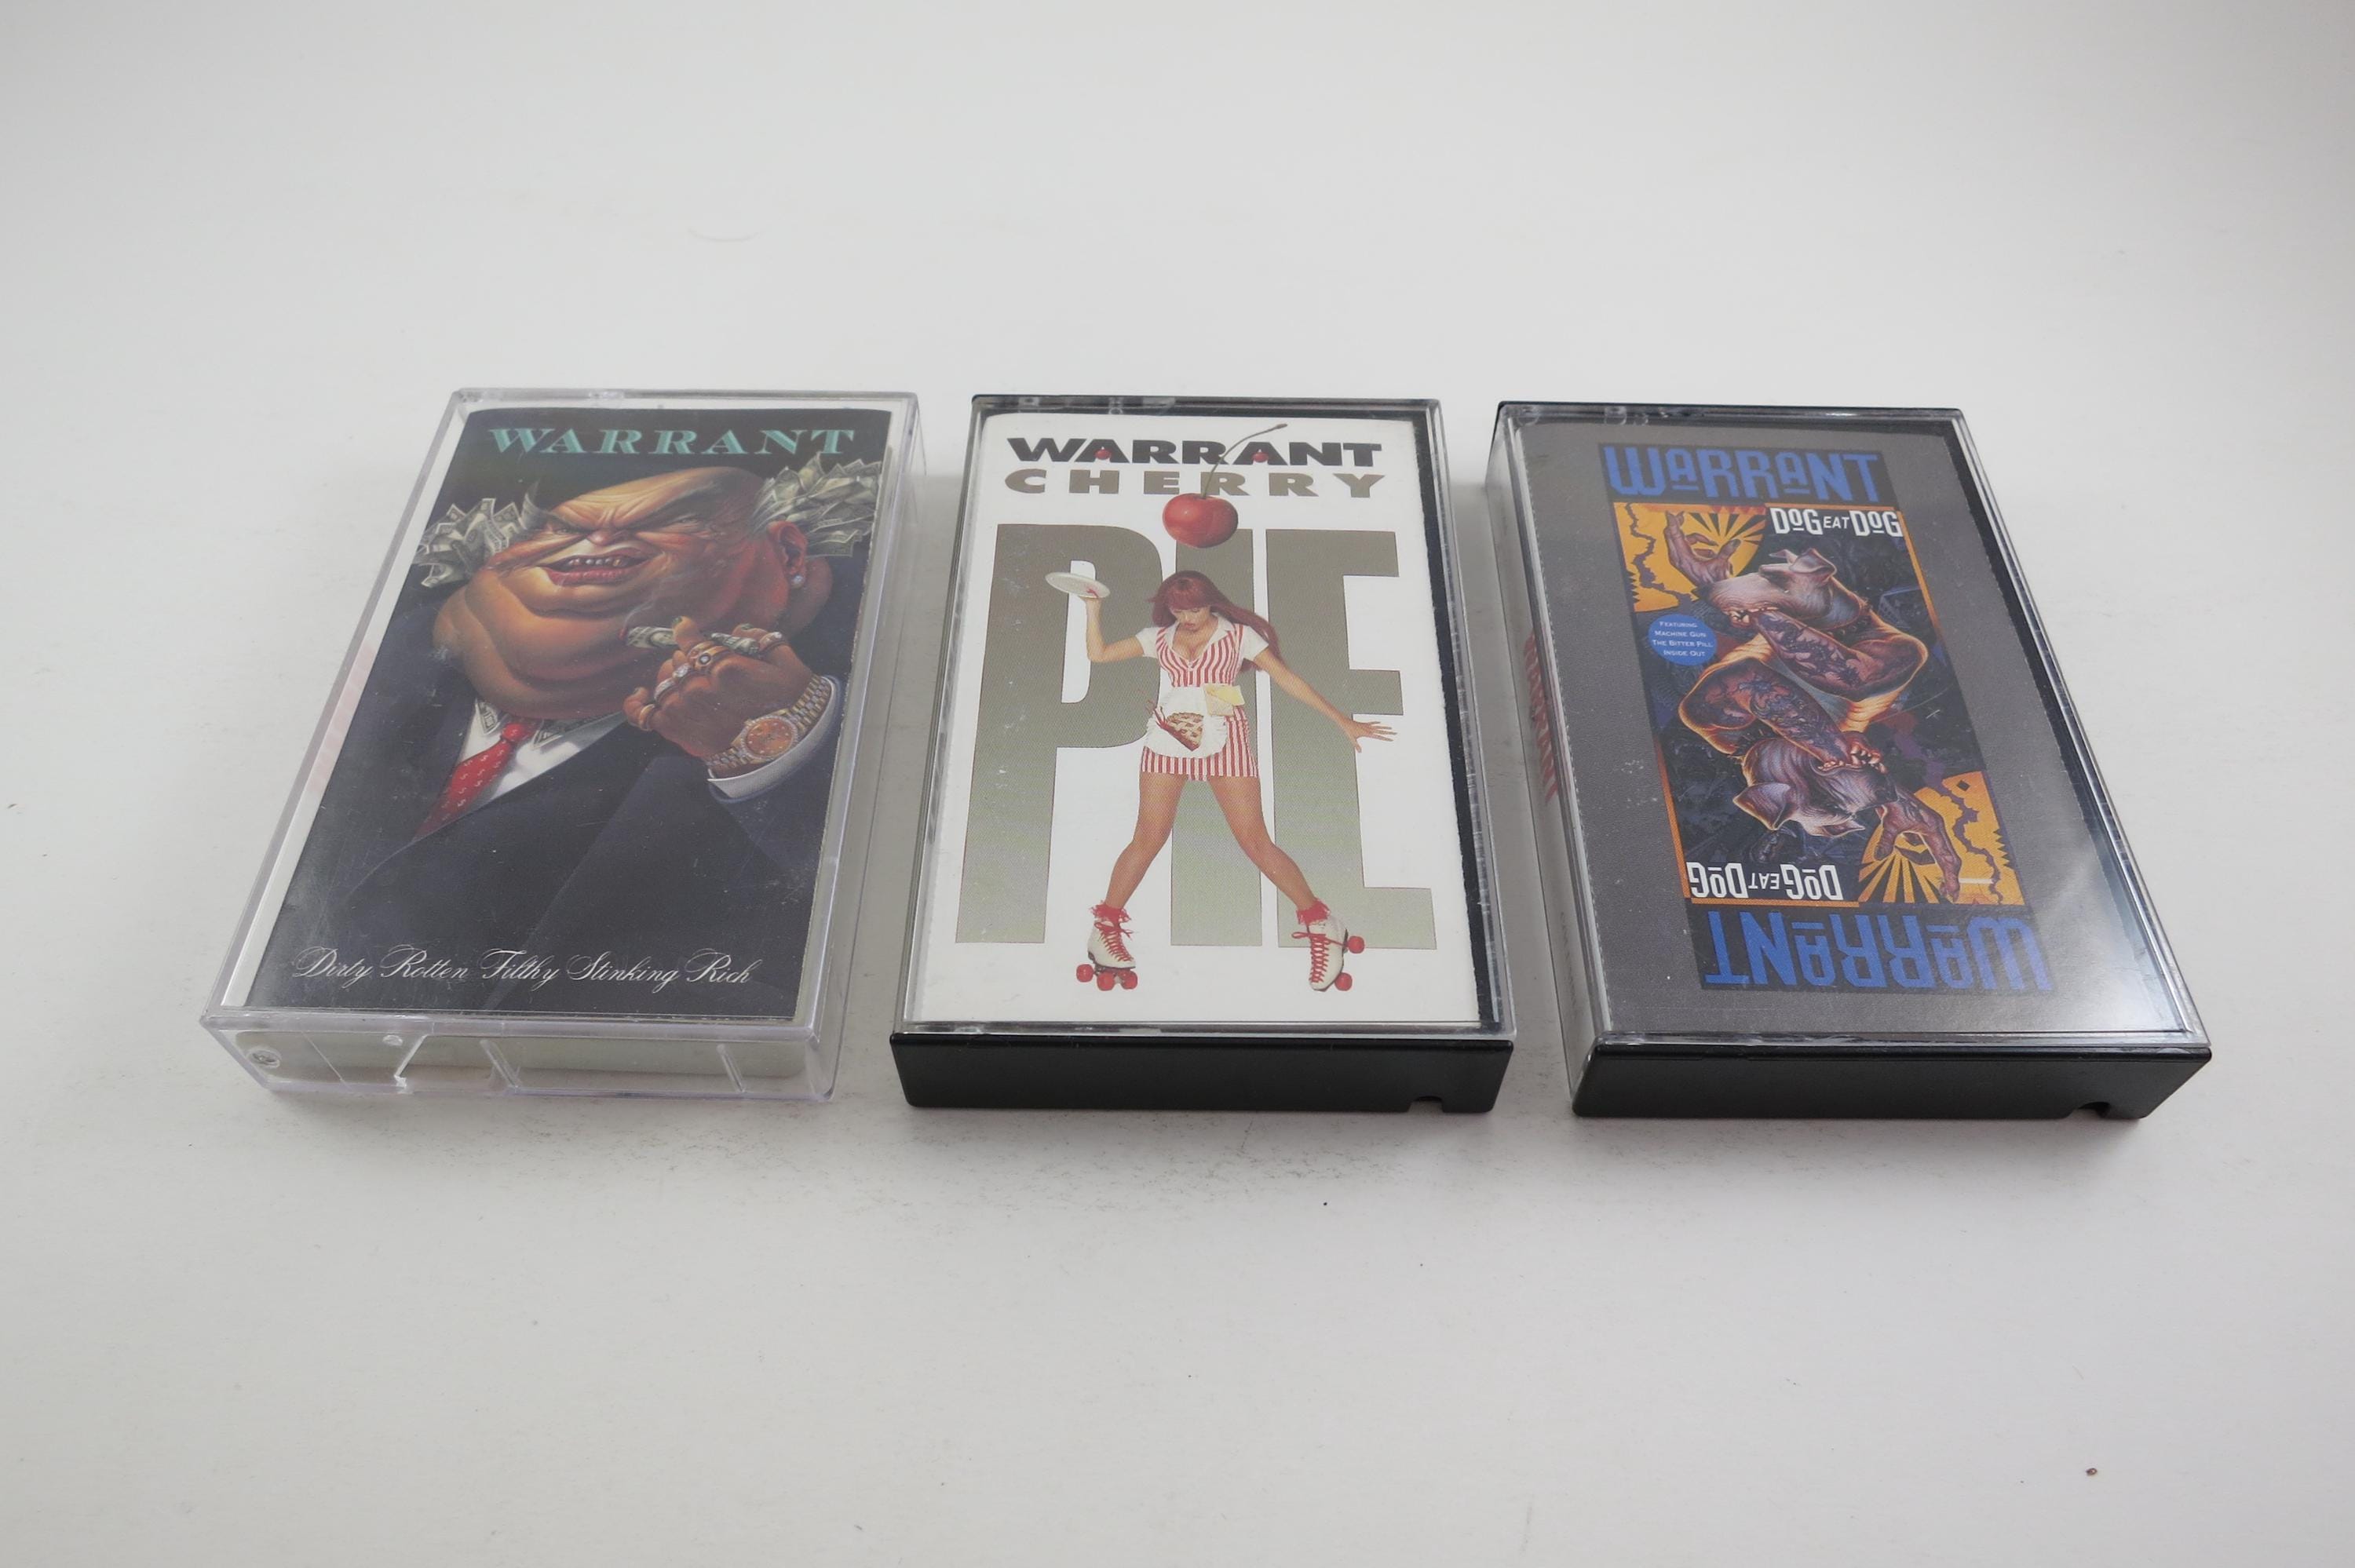 WARRANT
Dirty Rotten Filthy Stinking Rich
WARRANT
CHERRY
PIE
WARRANT
DOG EAT DOG
FEATURING
MACHINE GUN
THE BITTER PILL
INSIDE OUT
DOG EAT DOG
WARRANT
WARRANT